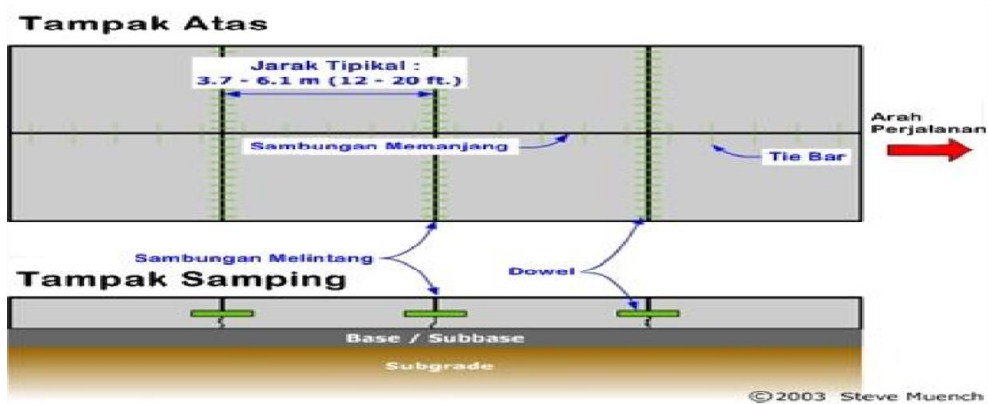 Tampak Atas
Jarak Tipikal :
3.7 - 6.1 m (12 - 20 ft.)
Arah
Perjalanan
Sambungan Memanjang
Tie Bar
Sambungan Melintang
Dowel
Tampak Samping
Base / Subbase
Subgrade
©2003 Steve Muench